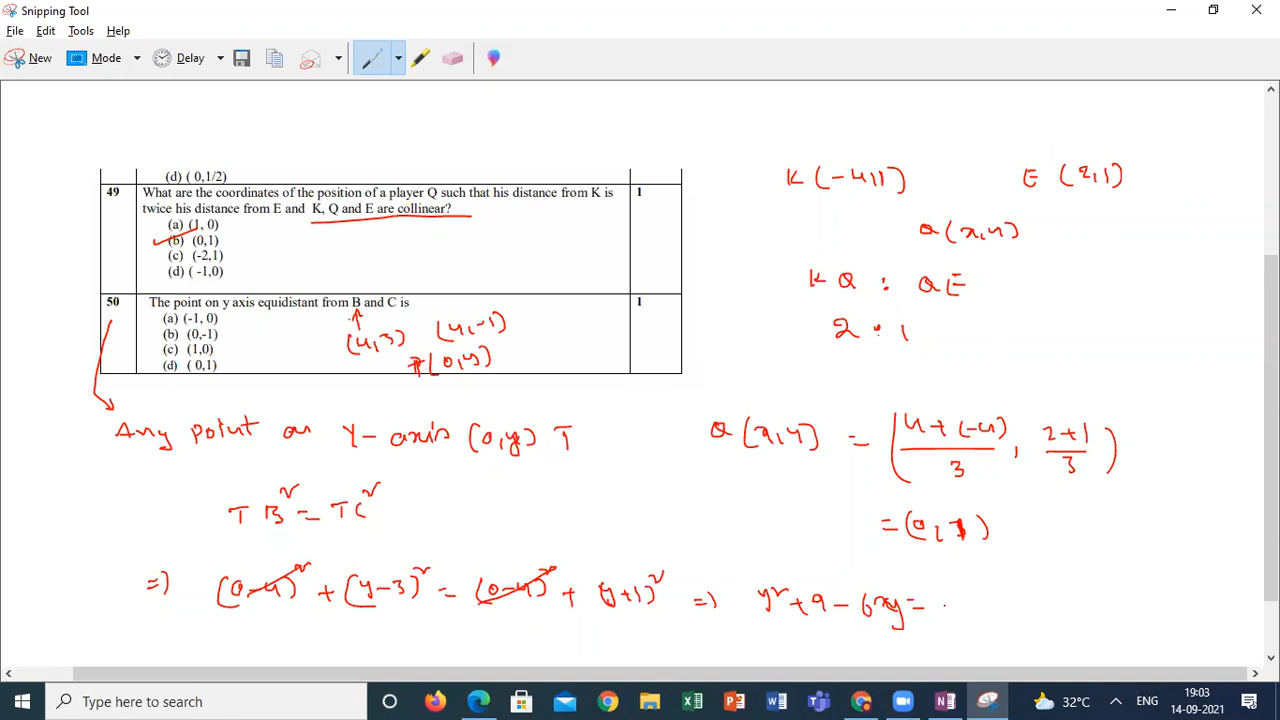 Snipping Tool
File Edit Tools Help
New Mode Delay
(d) ( 0,1/2)
49 What are the coordinates of the position of a player Q such that his distance from K is 1
twice his distance from E and K, Q and E are collinear?
(a) (1, 0)
(b) (0,1)
(c) (-2,1)
(d) ( -1,0)
50 The point on y axis equidistant from B and C is 1
(a) (-1, 0)
(b) (0,-1)
(c) (1,0)
(d) ( 0,1)
(4,3) (4,-1)
(0,y)
K (-4,1) E (2,1)
Q(x,y)
KQ : QE
2 : 1
Any point on Y-axis (0,y) T
Q(x,y) = (4+(-4)/3, 2+1/3)
= (0,1)
TB² = TC²
=) (0-4)² + (y-3)² = (0-4)² + (y+1)² =) y² + 9 - 6xy =
Type here to search
32°C ENG 19:03
14-09-2021